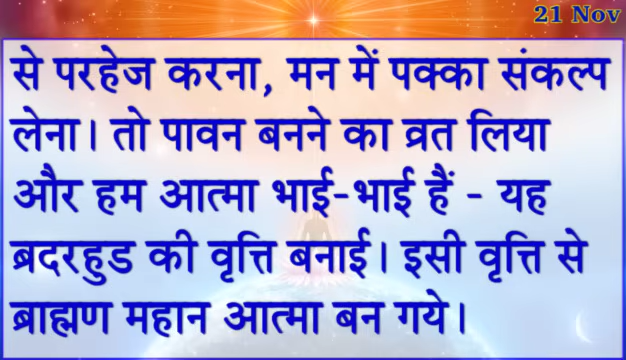 21 Nov
से परहेज करना, मन में पक्का संकल्प
लेना। तो पावन बनने का व्रत लिया
और हम आत्मा भाई-भाई हैं - यह
ब्रदरहुड की वृत्ति बनाई। इसी वृत्ति से
ब्राह्मण महान आत्मा बन गये।